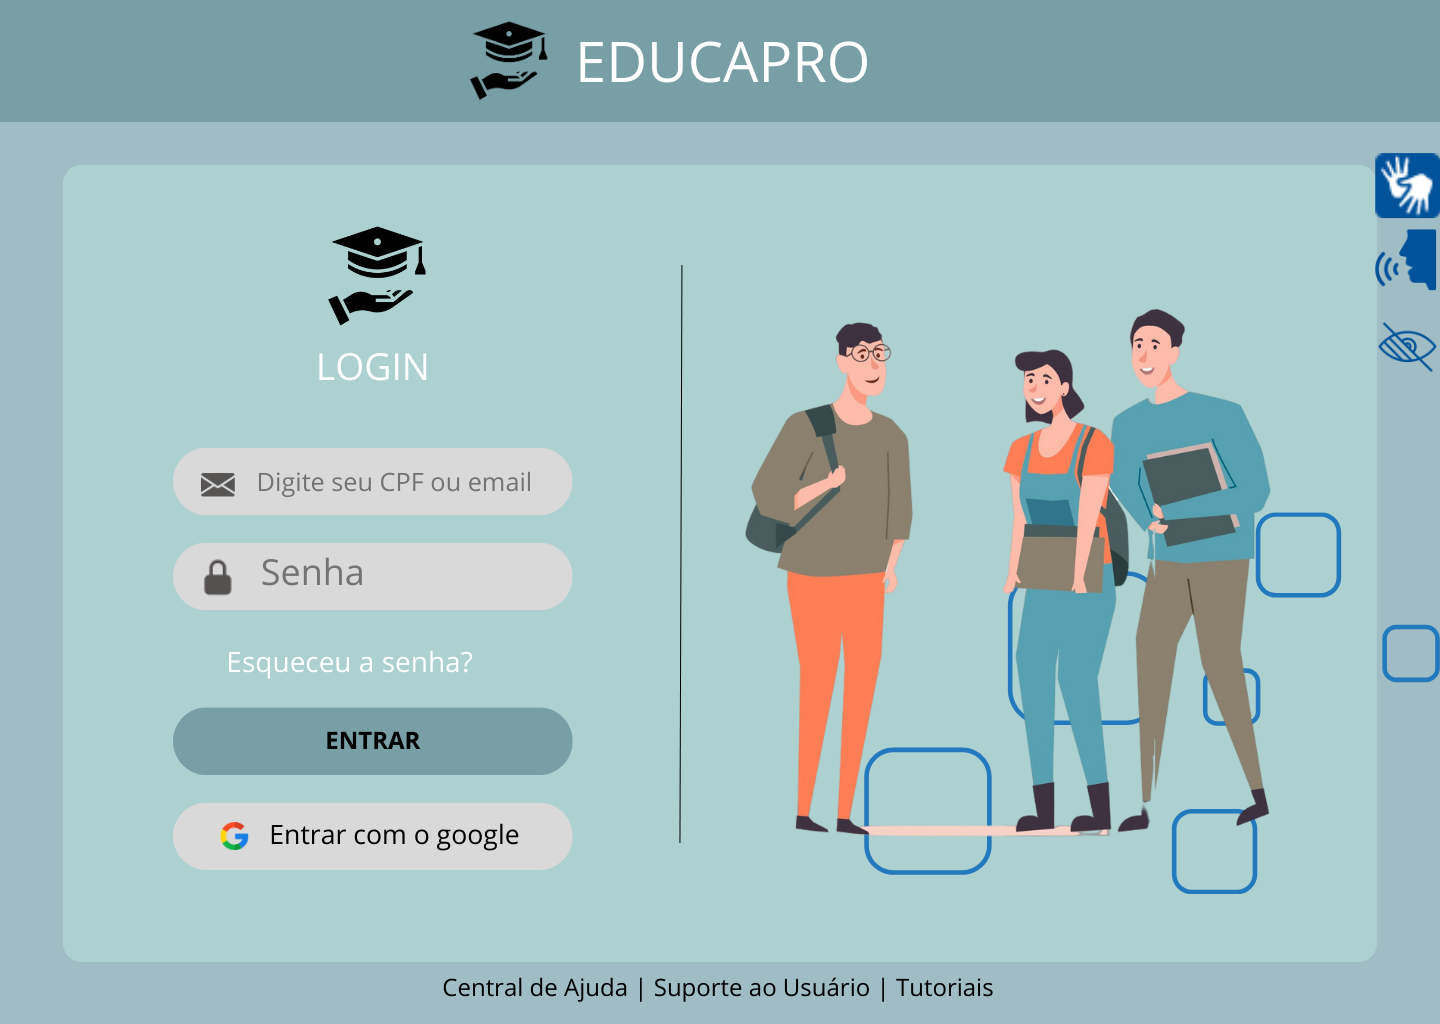 EDUCAPRO
LOGIN
Digite seu CPF ou email
Senha
Esqueceu a senha?
ENTRAR
Entrar com o google
Central de Ajuda | Suporte ao Usuário | Tutoriais